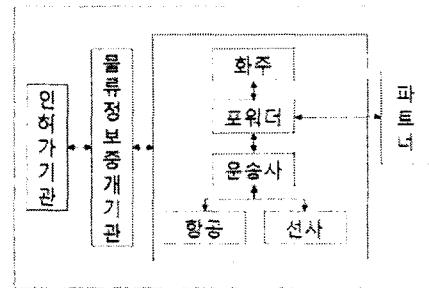 인허가기관
물류정보중개기관
화주
포워더
운송사
항공
선사
파트너